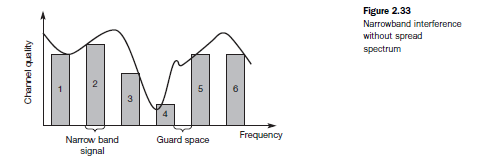 Channel quality
1
2
3
4
5
6
Narrow band
signal
Guard space
Frequency
Figure 2.33
Narrowband interference
without spread
spectrum